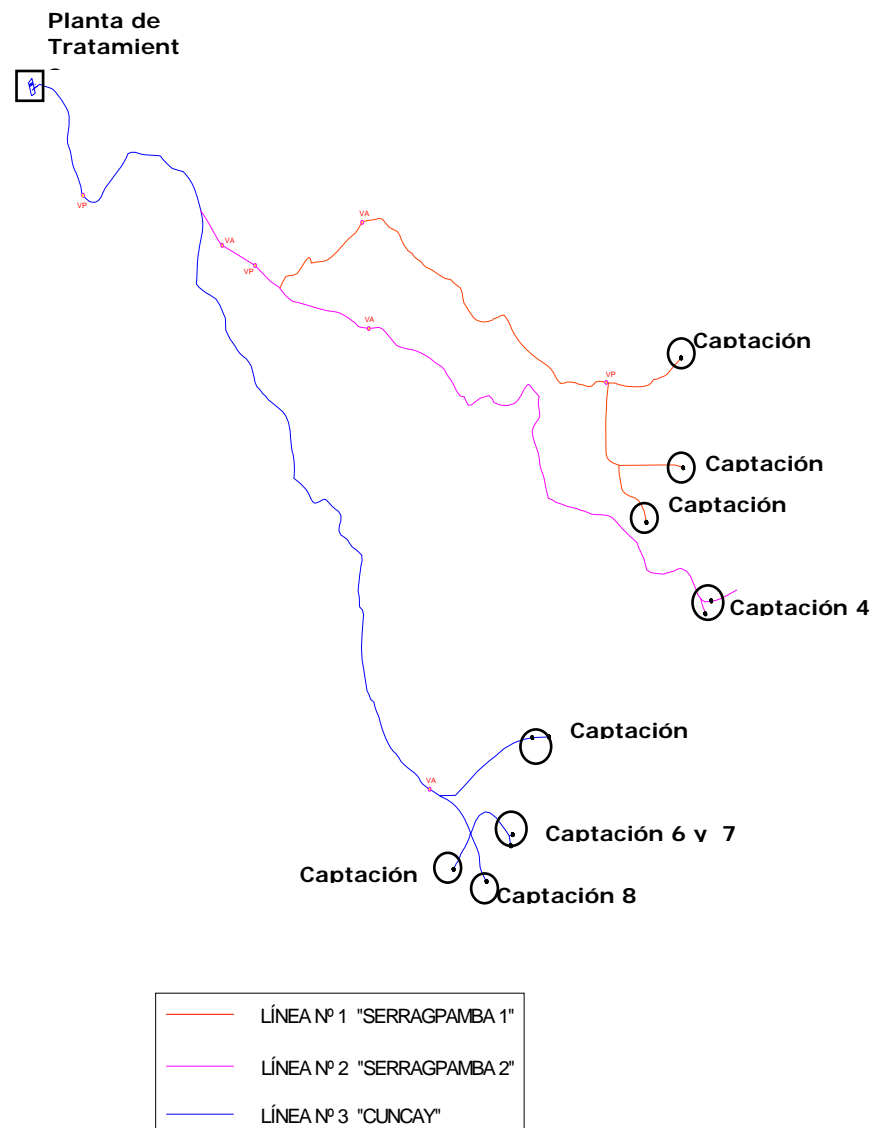 Planta de
Tratamient
VP
VA
VP
VA
VA
VP
Captación
Captación
Captación
Captación 4
Captación
VA
Captación 6 y 7
Captación
Captación 8
LÍNEA Nº 1 "SERRAGPAMBA 1"
LÍNEA Nº 2 "SERRAGPAMBA 2"
LÍNEA Nº 3 "CUNCAY"